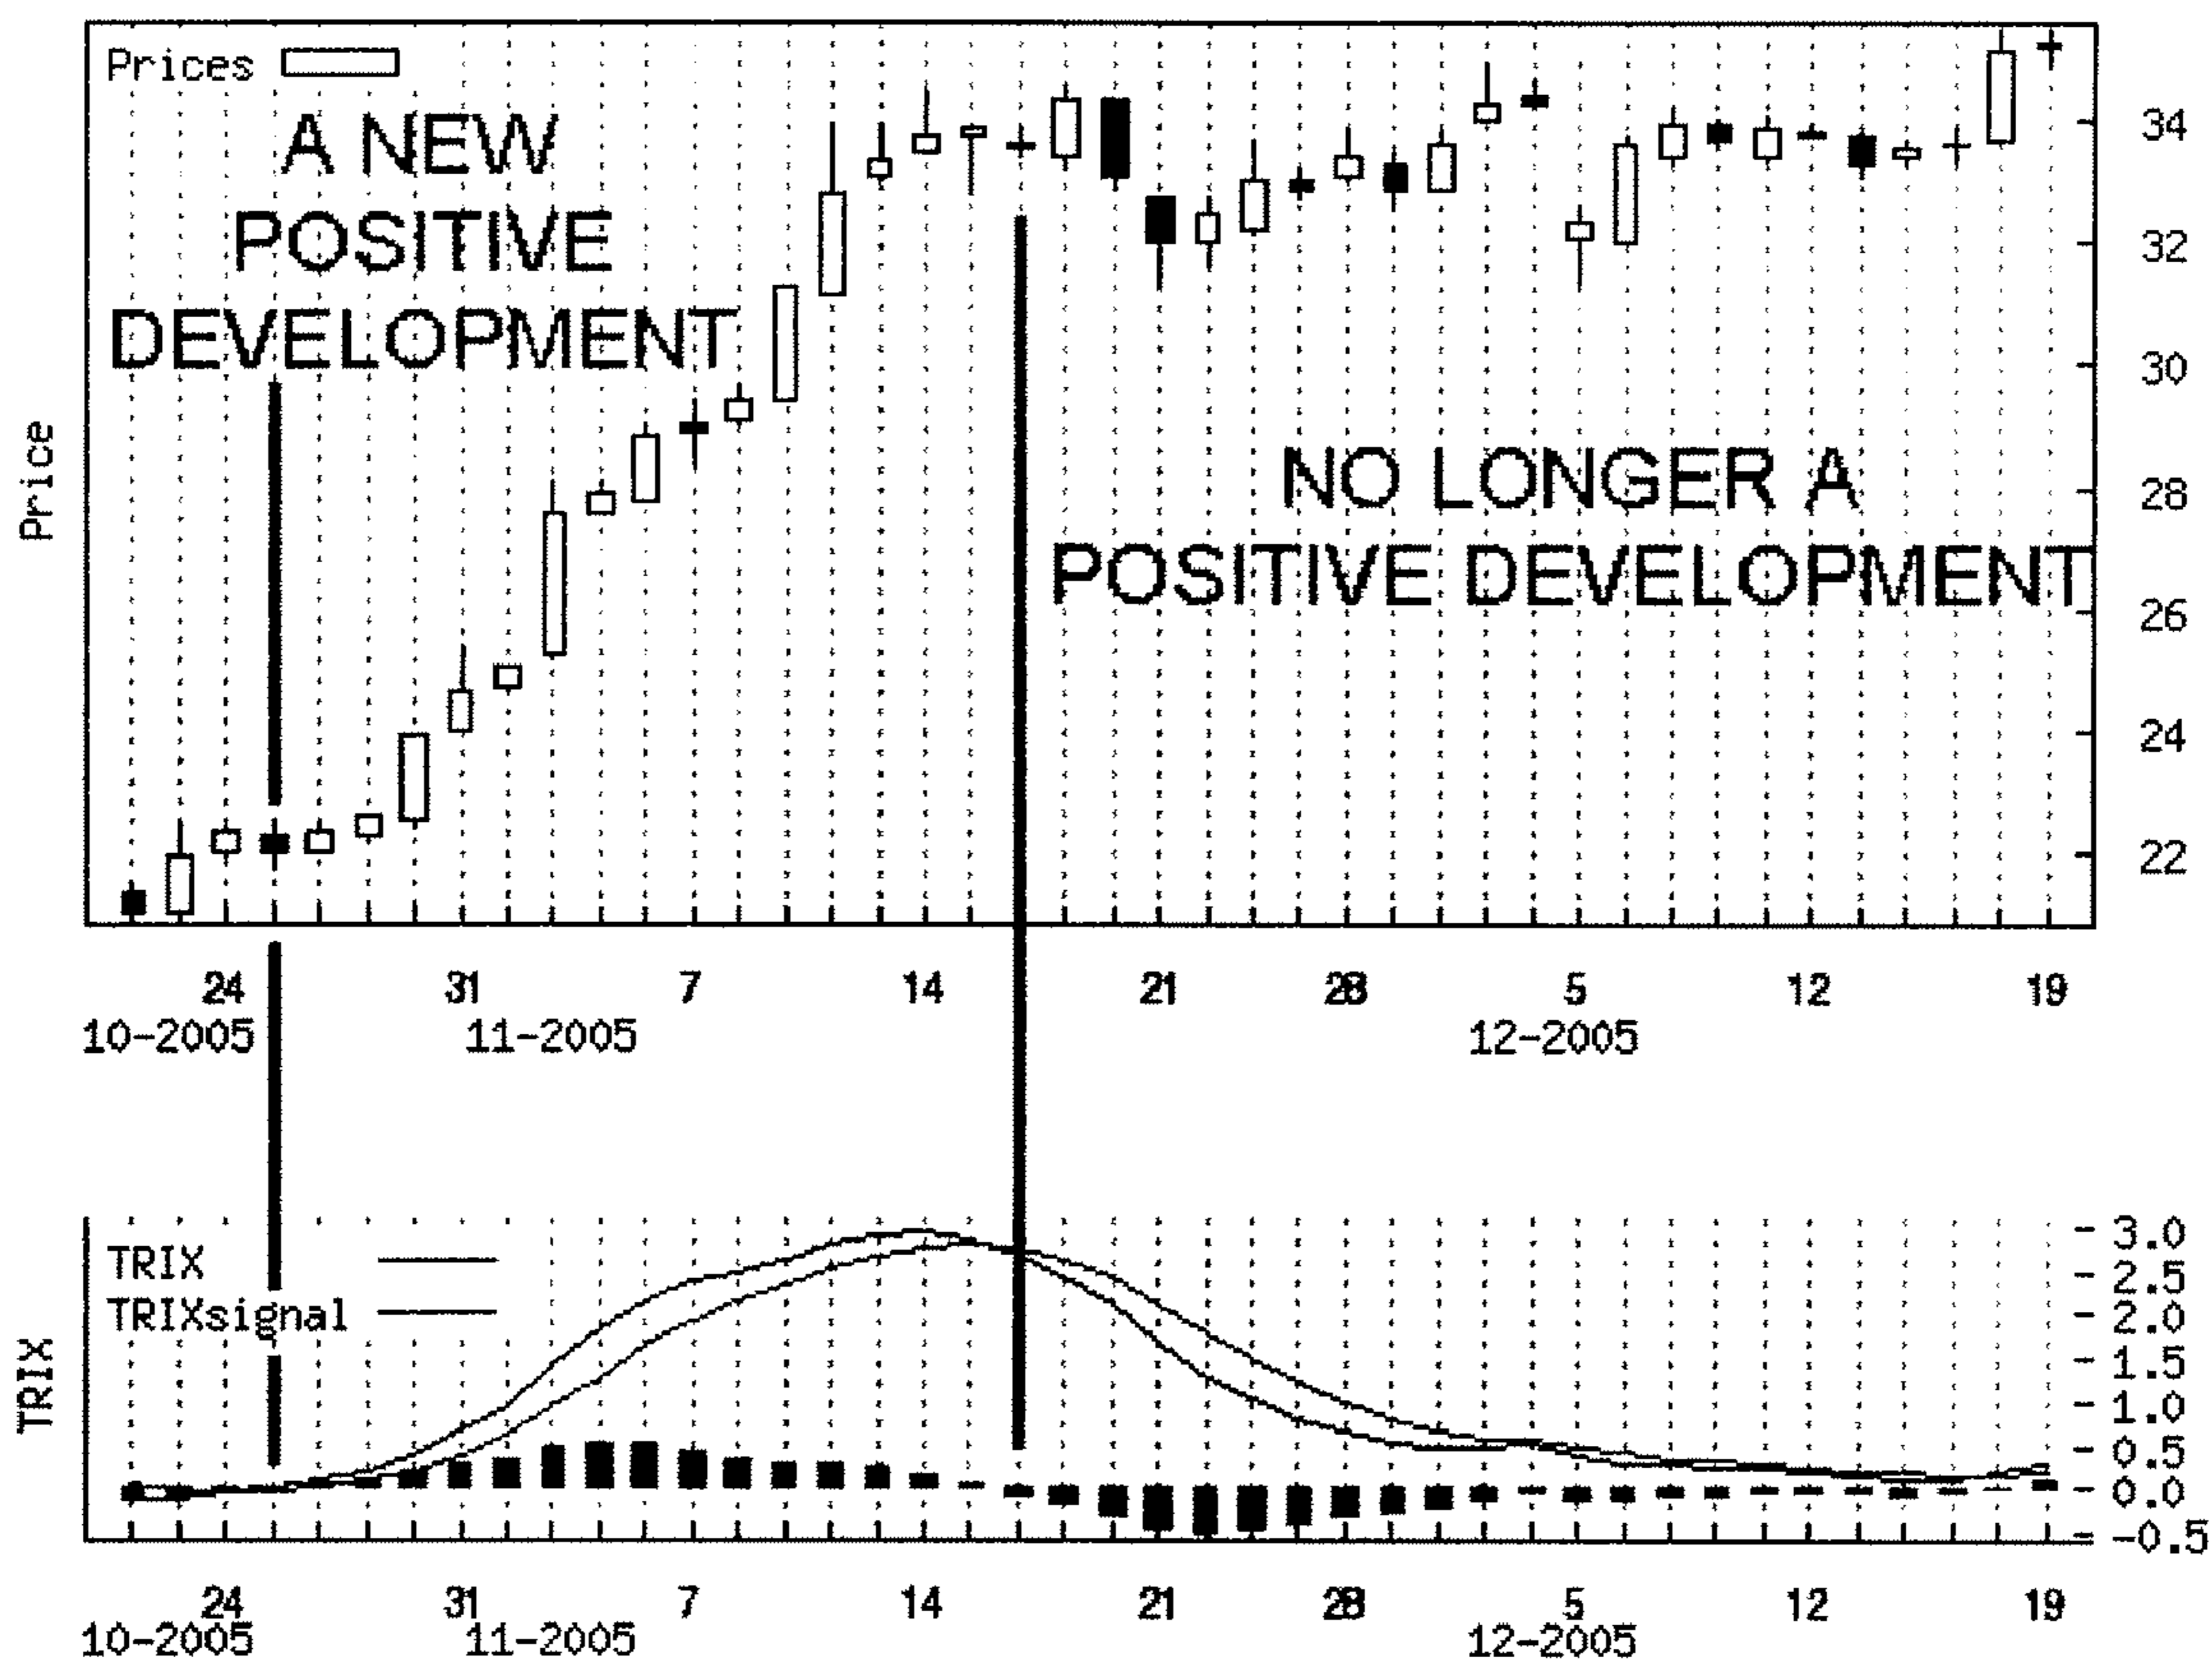 Prices
A NEW
POSITIVE
DEVELOPMENT
NO LONGER A
POSITIVE DEVELOPMENT
Price
34
32
30
28
26
24
22
24 31 7 14 21 28 5 12 19
10-2005 11-2005 12-2005
TRIX
TRIXsignal
TRIX
3.0
2.5
2.0
1.5
1.0
0.5
0.0
-0.5
24 31 7 14 21 28 5 12 19
10-2005 11-2005 12-2005